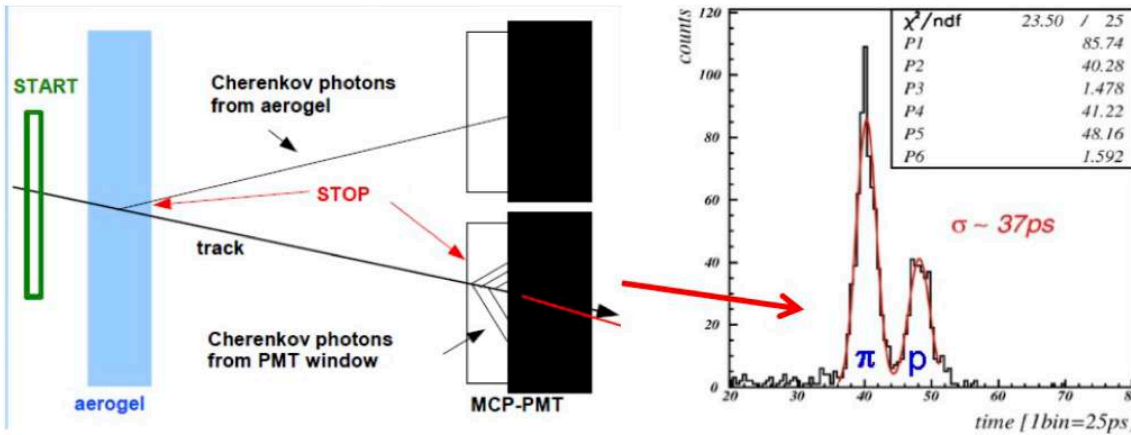 START
Cherenkov photons
from aerogel
STOP
track
Cherenkov photons
from PMT window
aerogel
MCP-PMT
counts
120
100
80
60
40
20
0
20
30
40
50
60
70
80
time [1bin=25ps]
χ²/ndf 23.50 / 25
P1 85.74
P2 40.28
P3 1.478
P4 41.22
P5 48.16
P6 1.592
σ ~ 37ps
π p